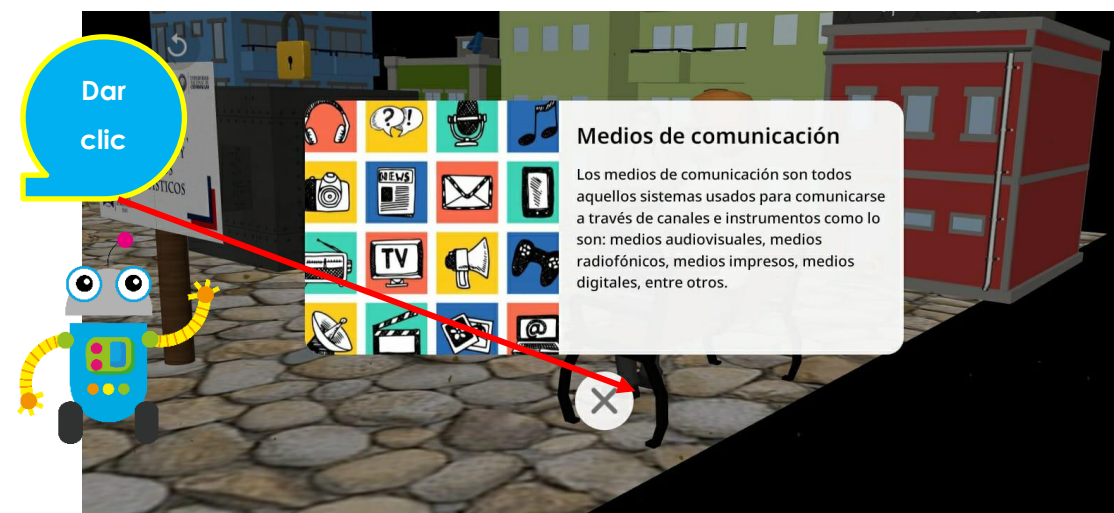 Dar
clic
ÍSTICOS
NEWS
TV
@
Medios de comunicación
Los medios de comunicación son todos
aquellos sistemas usados para comunicarse
a través de canales e instrumentos como lo
son: medios audiovisuales, medios
radiofónicos, medios impresos, medios
digitales, entre otros.